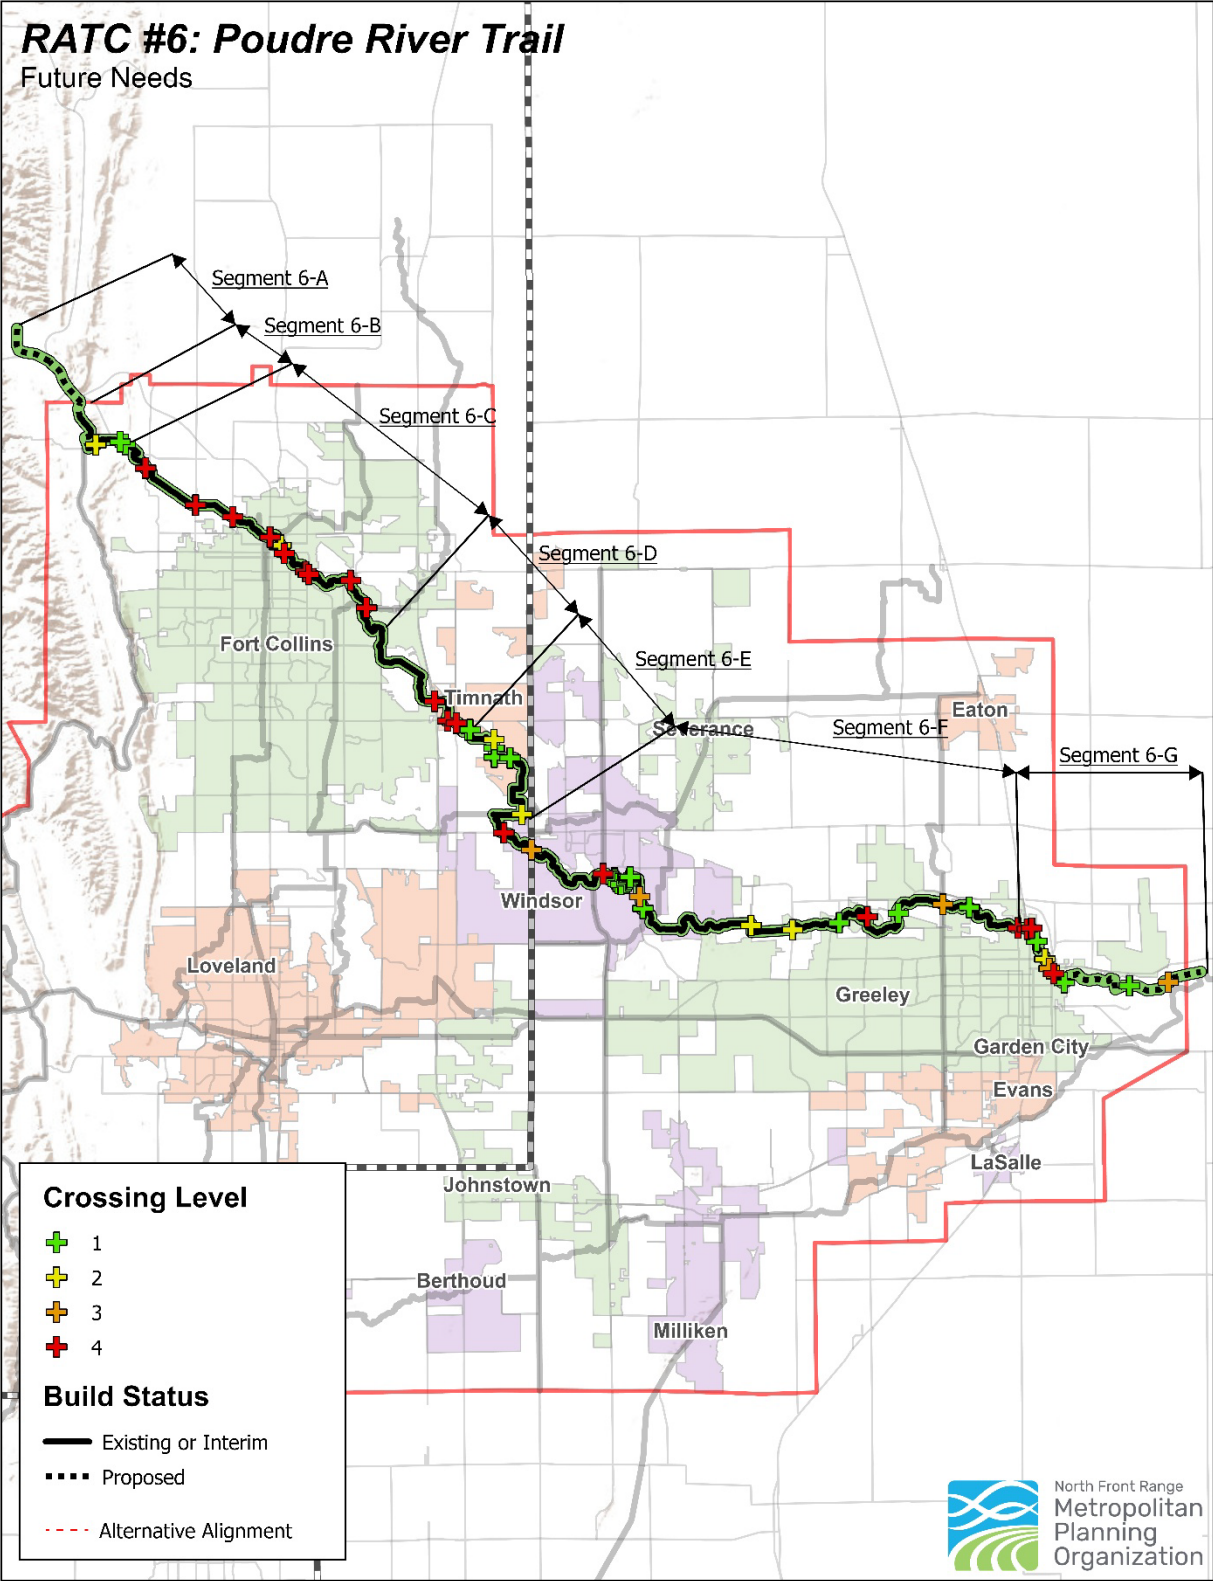 RATC #6: Poudre River Trail
Future Needs
Segment 6-A
Segment 6-B
Segment 6-C
Segment 6-D
Segment 6-E
Segment 6-F
Segment 6-G
Fort Collins
Timnath
Severance
Eaton
Windsor
Loveland
Greeley
Garden City
Evans
LaSalle
Johnstown
Berthoud
Milliken
Crossing Level
1
2
3
4
Build Status
Existing or Interim
Proposed
Alternative Alignment
North Front Range
Metropolitan
Planning
Organization